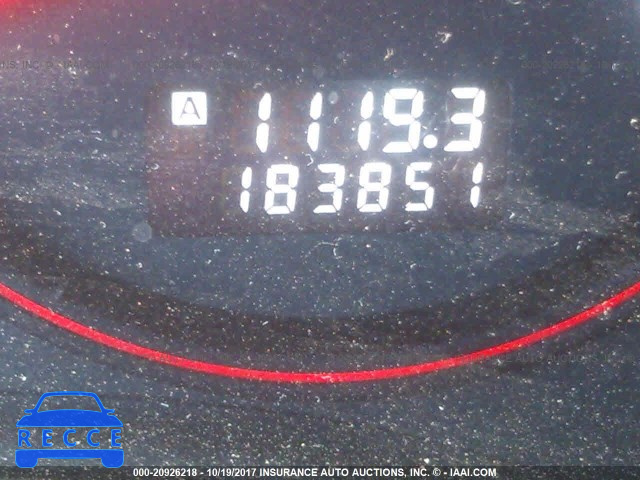 A 1119.3
183851
RECCE
000-20926218 - 10/19/2017 INSURANCE AUTO AUCTIONS, INC. © - IAAI.COM